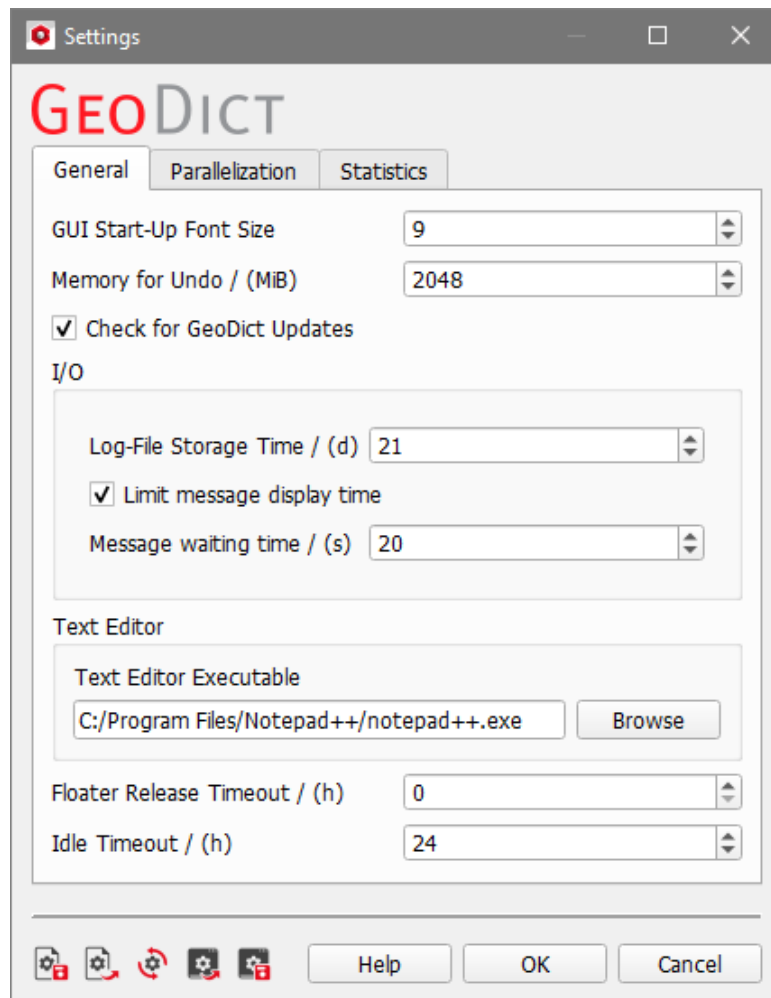 Settings
GEODICT
General Parallelization Statistics
GUI Start-Up Font Size 9
Memory for Undo / (MiB) 2048
Check for GeoDict Updates
I/O
Log-File Storage Time / (d) 21
Limit message display time
Message waiting time / (s) 20
Text Editor
Text Editor Executable
C:/Program Files/Notepad++/notepad++.exe Browse
Floater Release Timeout / (h) 0
Idle Timeout / (h) 24
Help OK Cancel